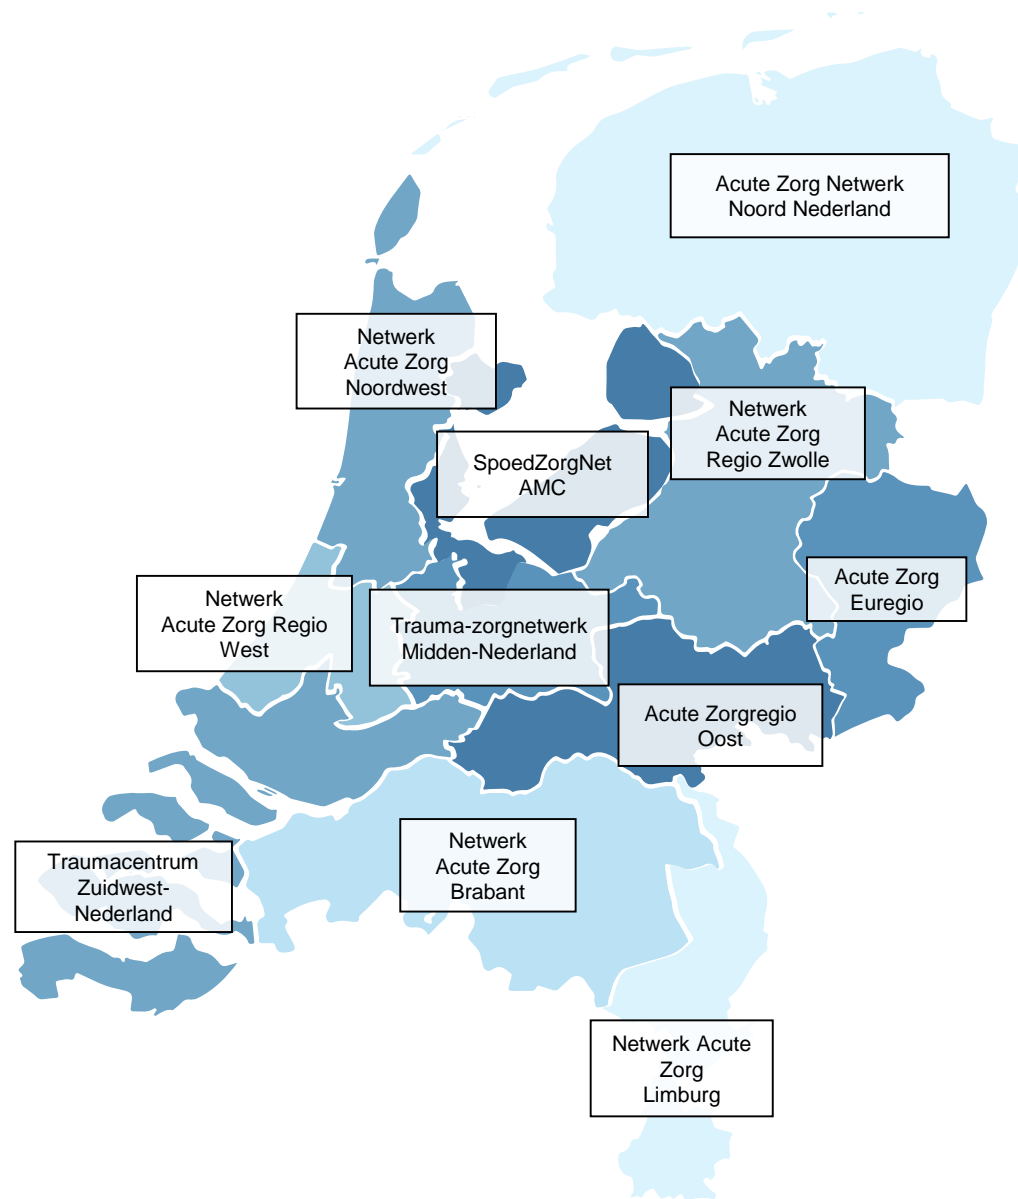 Acute Zorg Netwerk
Noord Nederland
Netwerk
Acute Zorg
Noordwest
Netwerk
Acute Zorg
Regio Zwolle
SpoedZorgNet
AMC
Acute Zorg
Euregio
Netwerk
Acute Zorg Regio
West
Trauma-zorgnetwerk
Midden-Nederland
Acute Zorgregio
Oost
Netwerk
Acute Zorg
Brabant
Traumacentrum
Zuidwest-
Nederland
Netwerk Acute
Zorg
Limburg